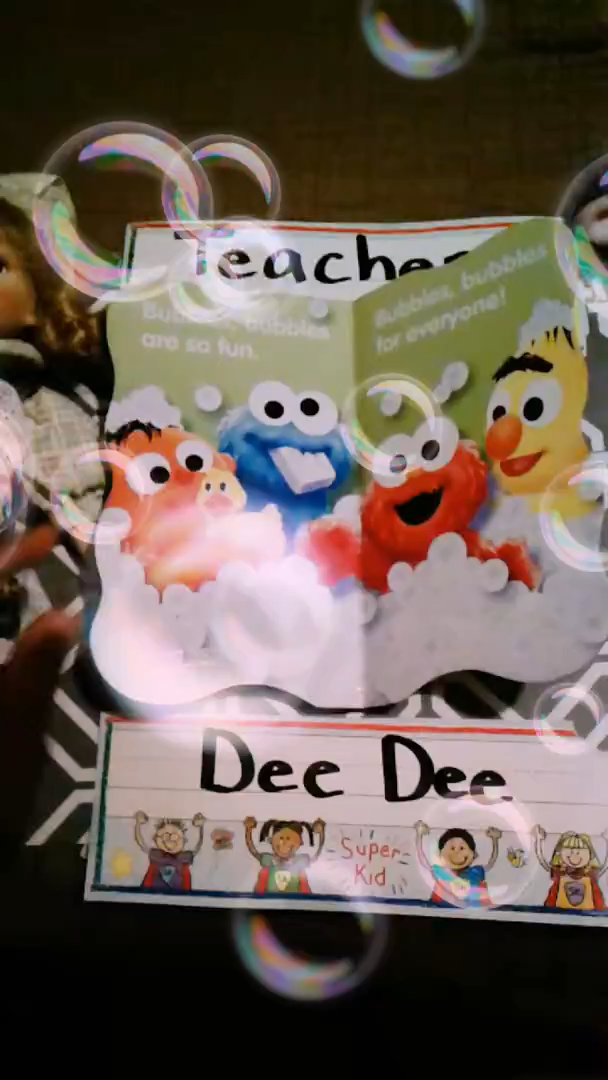 Teacher
Bubbles, bubbles
are so fun.
Bubbles, bubbles
for everyone!
Dee Dee
Super
Kid